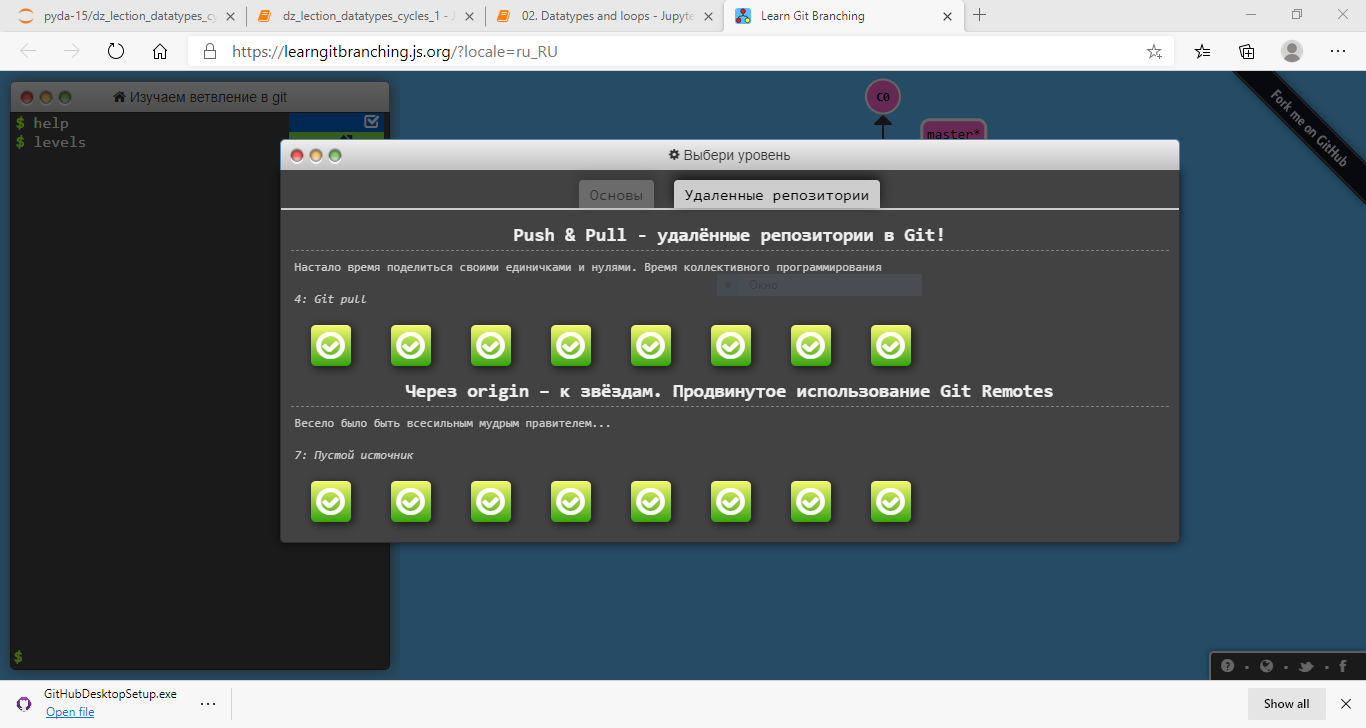 pyda-15/dz_lection_datatypes_cy
dz_lection_datatypes_cycles_1 - J
02. Datatypes and loops - Jupyte
Learn Git Branching
https://learngitbranching.js.org/?locale=ru_RU
Изучаем ветвление в git
$ help
$ levels
C0
master*
Fork me on GitHub
Выбери уровень
Основы
Удаленные репозитории
Push & Pull - удалённые репозитории в Git!
Настало время поделиться своими единичками и нулями. Время коллективного программирования
Окно
4: Git pull
Через origin – к звёздам. Продвинутое использование Git Remotes
Весело было быть всесильным мудрым правителем...
7: Пустой источник
$
GitHubDesktopSetup.exe
Open file
Show all